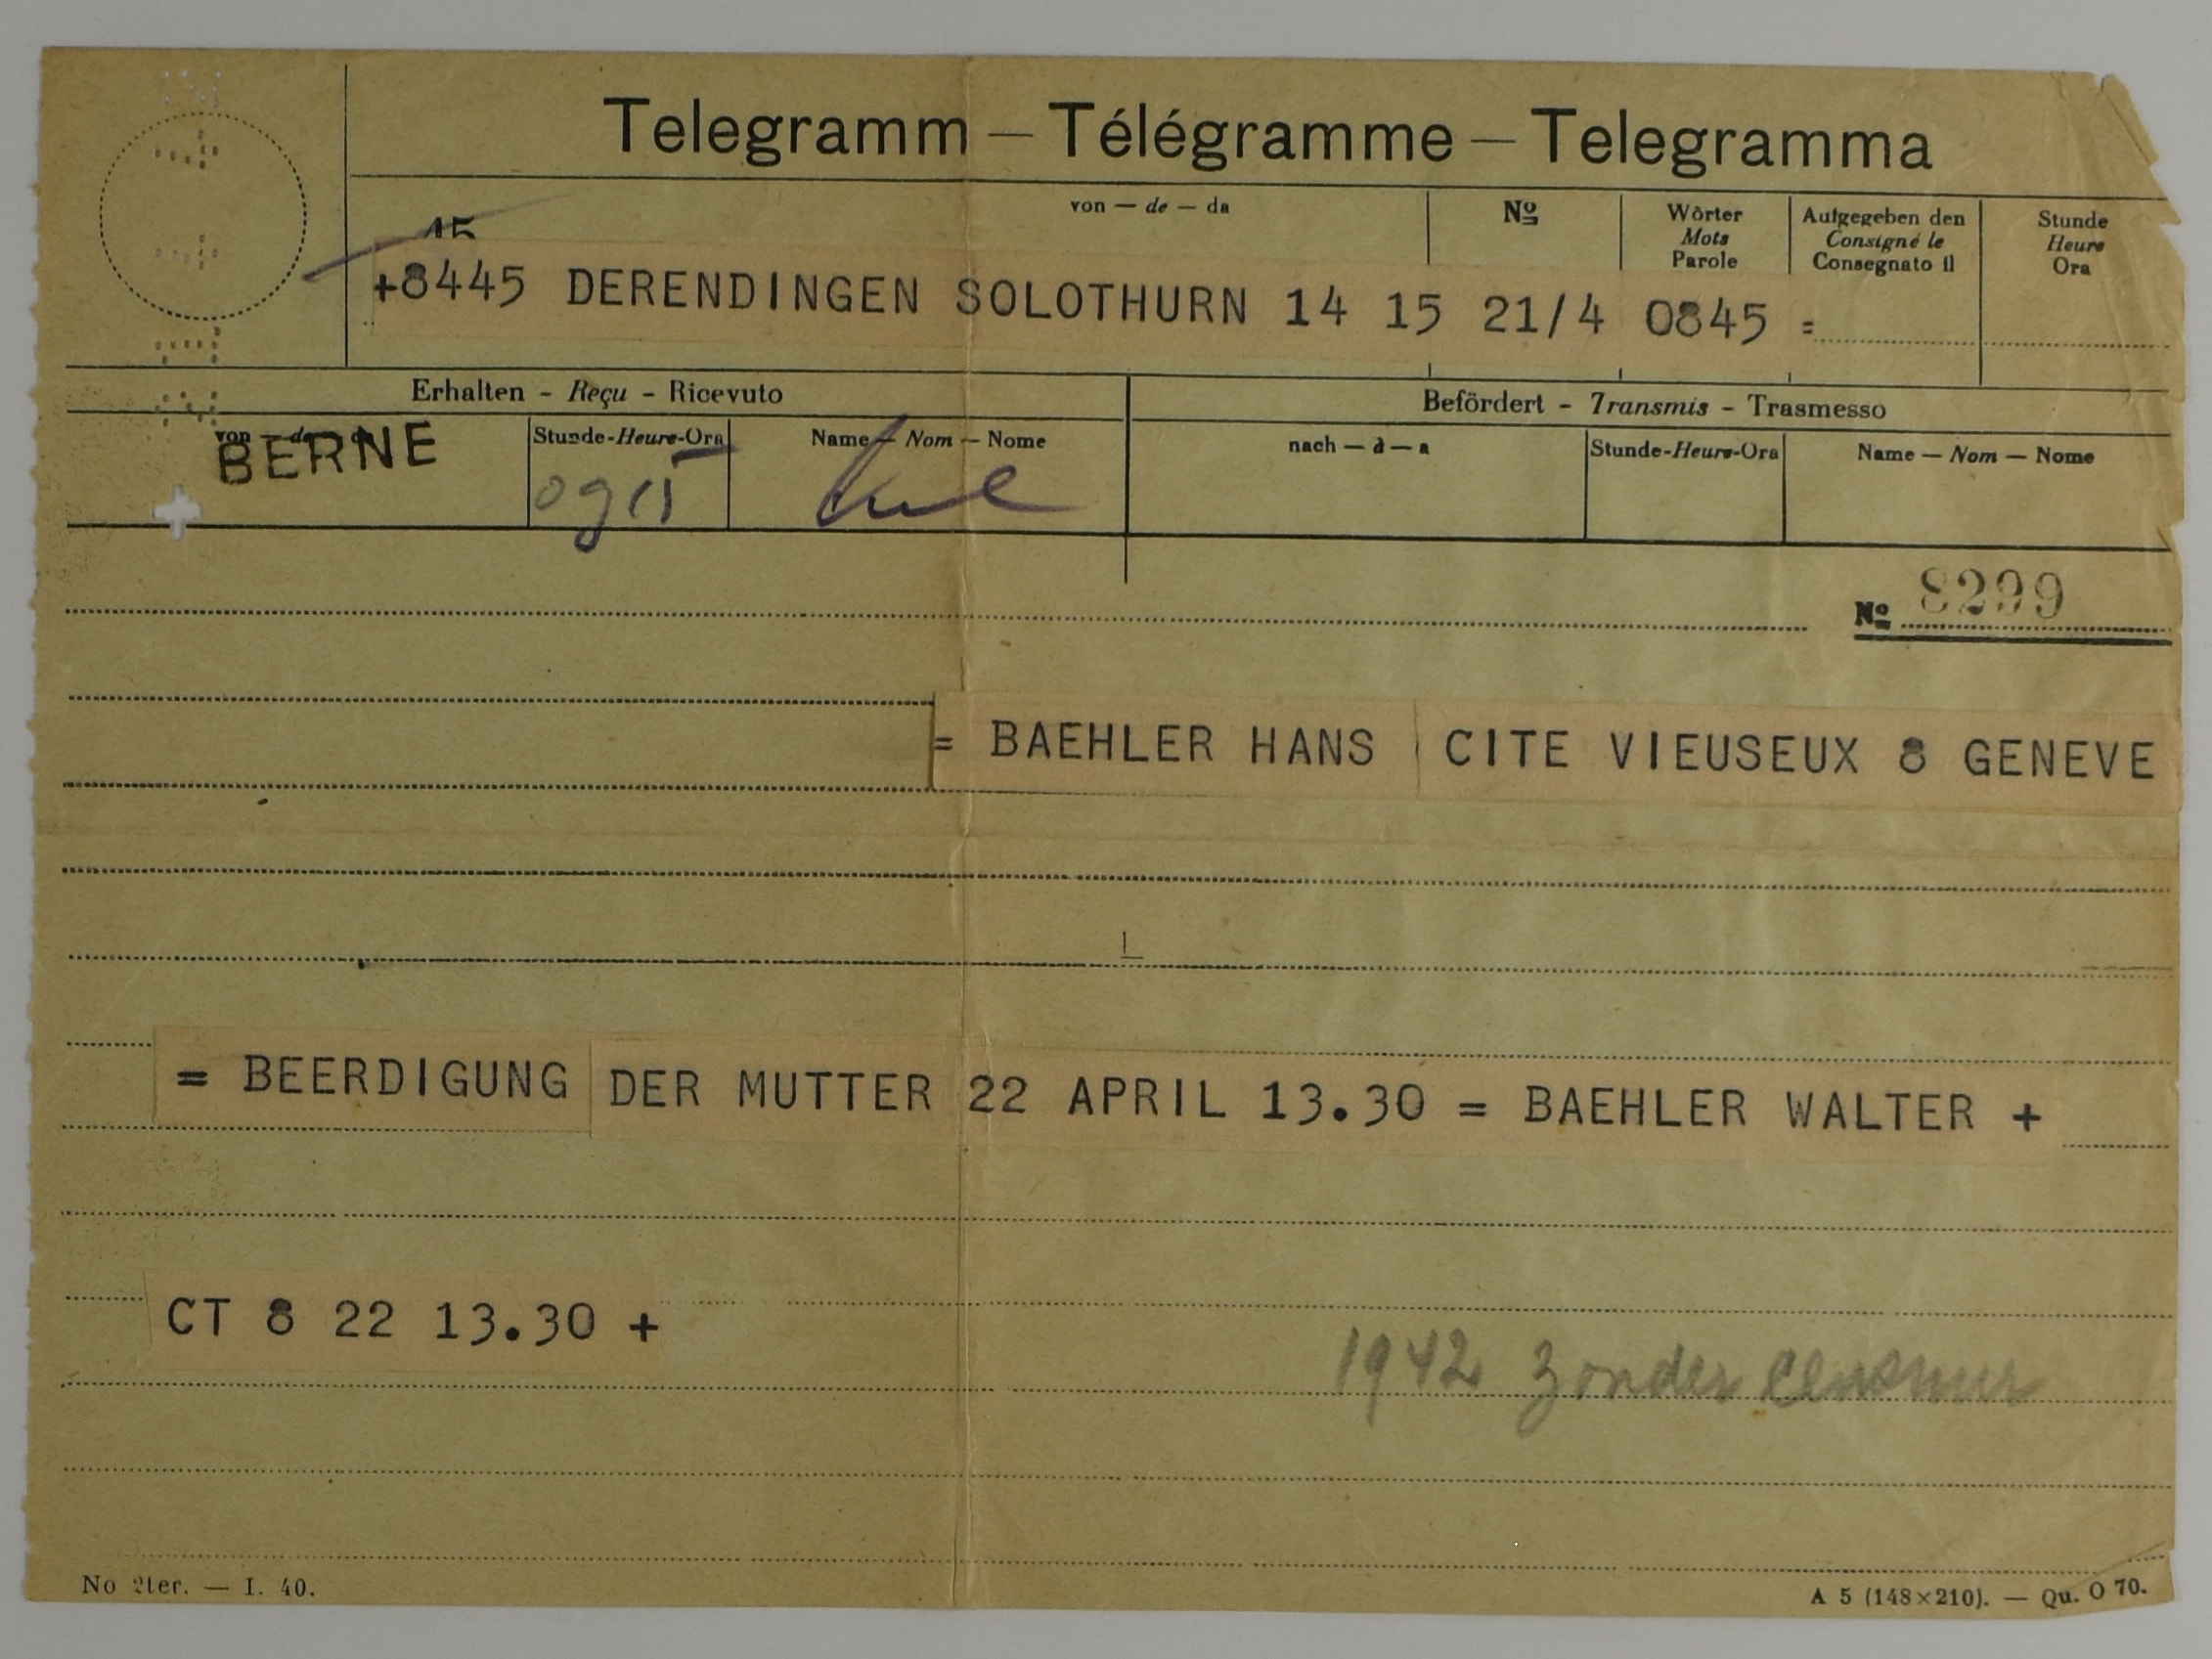 Telegramm — Télégramme — Telegramma
von — de — da
Nº
Wörter
Mots
Parole
Aufgegeben den
Consigné le
Consegnato il
Stunde
Heure
Ora
15
+8445 DERENDINGEN SOLOTHURN 14 15 21/4 0845 =
Erhalten - Reçu - Ricevuto
Befördert - Transmis - Trasmesso
von
BERNE
Stunde-Heure-Ora
Name — Nom — Nome
nach — à — a
Stunde-Heure-Ora
Name — Nom — Nome
Nº 8299
= BAEHLER HANS CITE VIEUSEUX 8 GENEVE
= BEERDIGUNG DER MUTTER 22 APRIL 13.30 = BAEHLER WALTER +
CT 8 22 13.30 +
1942 zonder
No 2ter. — I. 40.
A 5 (148×210). — Qu. O 70.